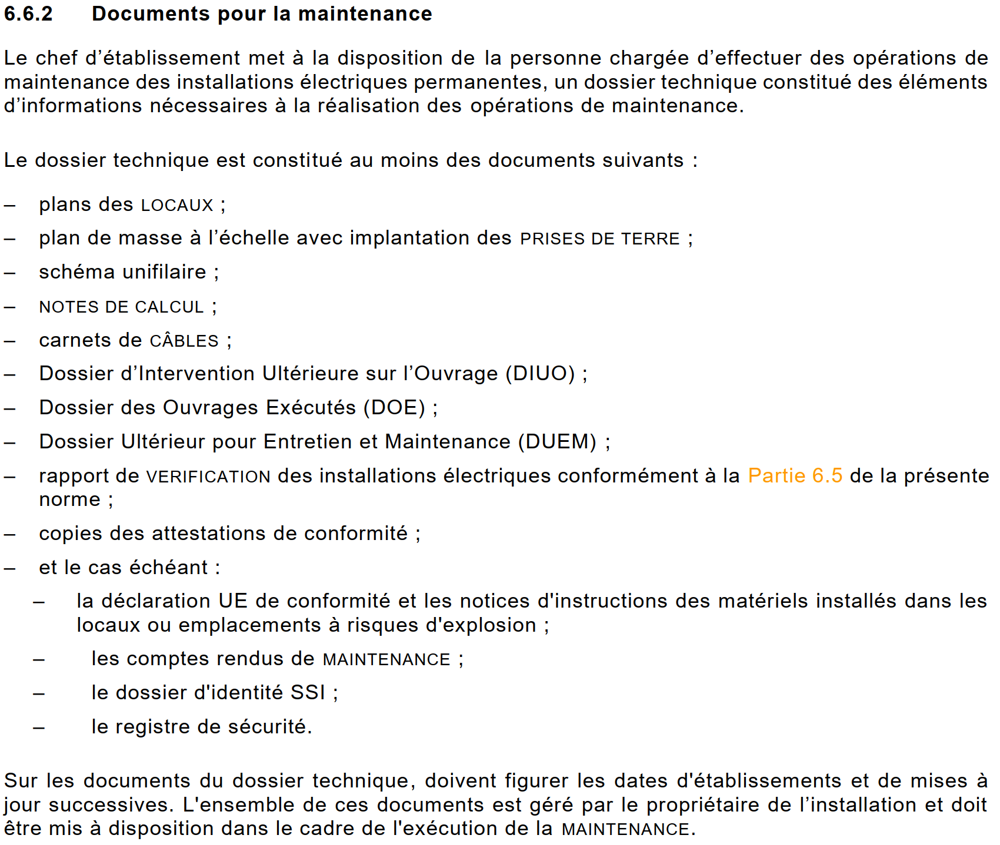 6.6.2 Documents pour la maintenance
Le chef d’établissement met à la disposition de la personne chargée d’effectuer des opérations de
maintenance des installations électriques permanentes, un dossier technique constitué des éléments
d’informations nécessaires à la réalisation des opérations de maintenance.
Le dossier technique est constitué au moins des documents suivants :
– plans des LOCAUX ;
– plan de masse à l’échelle avec implantation des PRISES DE TERRE ;
– schéma unifilaire ;
– NOTES DE CALCUL ;
– carnets de CÂBLES ;
– Dossier d’Intervention Ultérieure sur l’Ouvrage (DIUO) ;
– Dossier des Ouvrages Exécutés (DOE) ;
– Dossier Ultérieur pour Entretien et Maintenance (DUEM) ;
– rapport de VERIFICATION des installations électriques conformément à la Partie 6.5 de la présente
norme ;
– copies des attestations de conformité ;
– et le cas échéant :
– la déclaration UE de conformité et les notices d'instructions des matériels installés dans les
locaux ou emplacements à risques d'explosion ;
– les comptes rendus de MAINTENANCE ;
– le dossier d'identité SSI ;
– le registre de sécurité.
Sur les documents du dossier technique, doivent figurer les dates d'établissements et de mises à
jour successives. L'ensemble de ces documents est géré par le propriétaire de l’installation et doit
être mis à disposition dans le cadre de l'exécution de la MAINTENANCE.